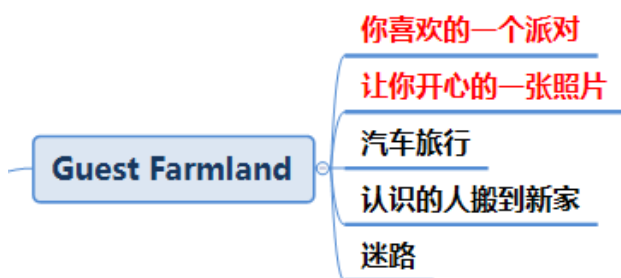 你喜欢的一个派对
让你开心的一张照片
汽车旅行
Guest Farmland
认识的人搬到新家
迷路